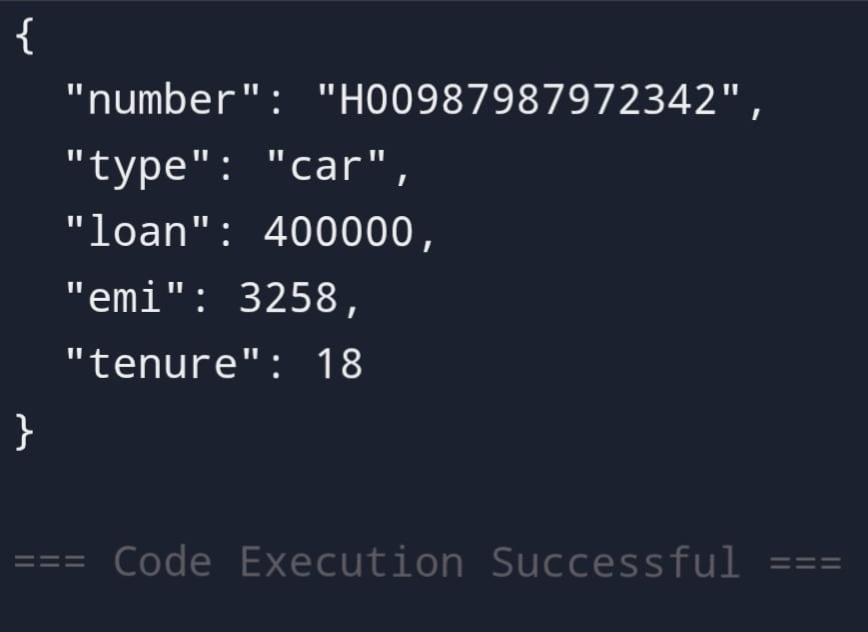 {
  "number": "H00987987972342",
  "type": "car",
  "loan": 400000,
  "emi": 3258,
  "tenure": 18
}
=== Code Execution Successful ===